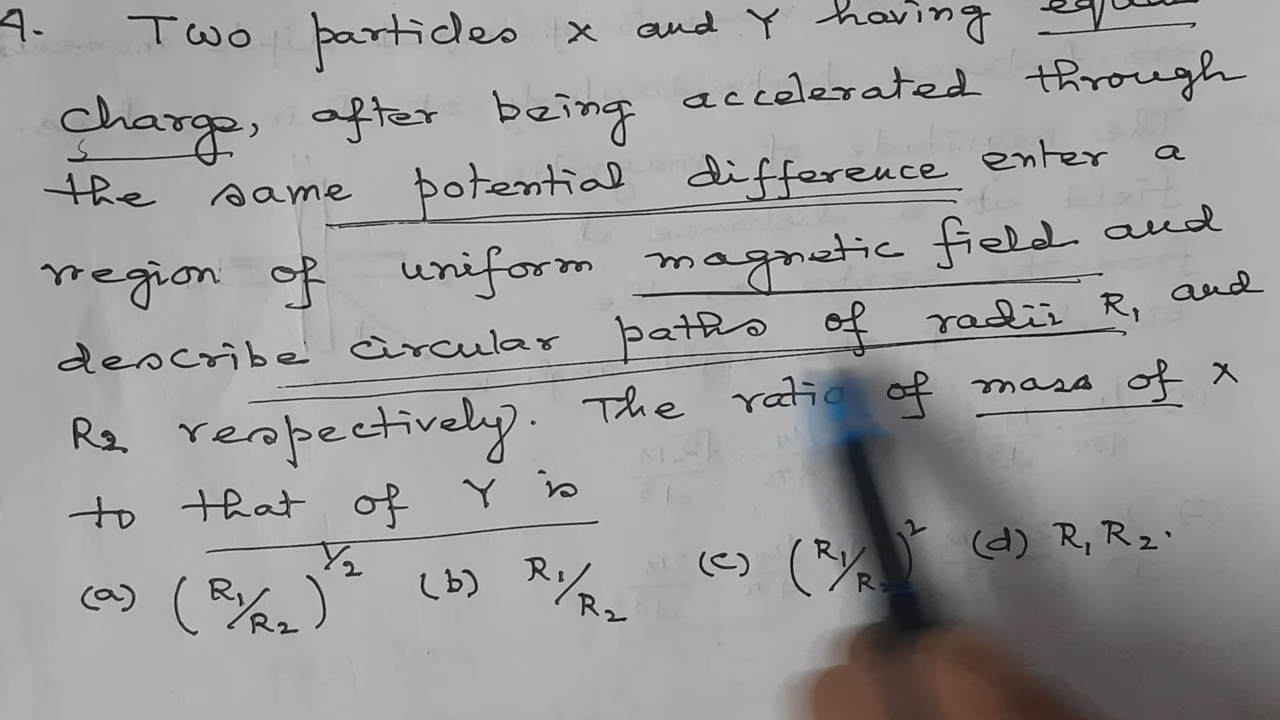 4. Two particles x and Y having equal
charge, after being accelerated through
the same potential difference enter a
region of uniform magnetic field and
describe circular paths of radii R₁ and
R₂ respectively. The ratio of mass of x
to that of Y is
(a) (R₁/R₂)^1/2 (b) R₁/R₂ (c) (R₁/R₂)² (d) R₁R₂.